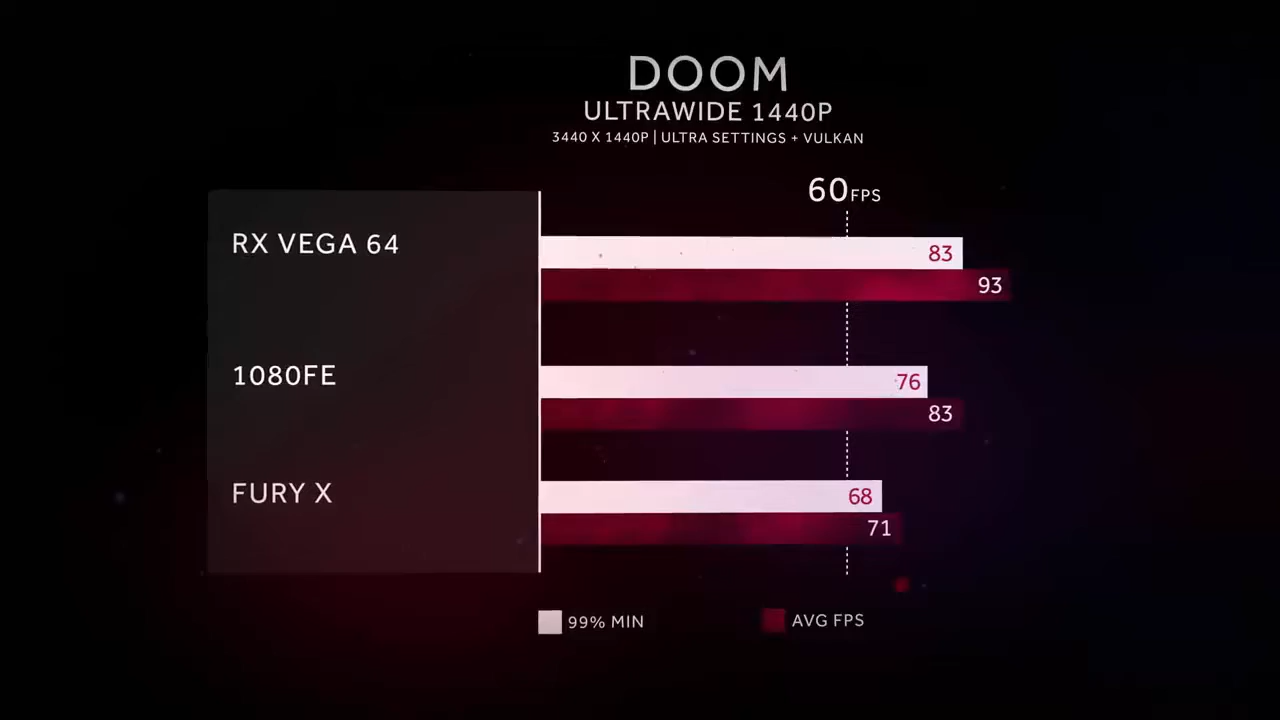 DOOM
ULTRAWIDE 1440P
3440 X 1440P | ULTRA SETTINGS + VULKAN
60FPS
RX VEGA 64
83
93
1080FE
76
83
FURY X
68
71
99% MIN
AVG FPS